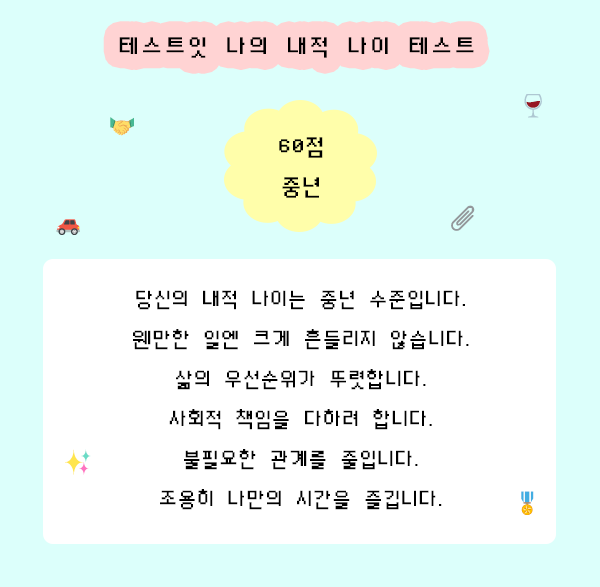 테스트잇 나의 내적 나이 테스트
60점
중년
당신의 내적 나이는 중년 수준입니다.
웬만한 일엔 크게 흔들리지 않습니다.
삶의 우선순위가 뚜렷합니다.
사회적 책임을 다하려 합니다.
불필요한 관계를 줄입니다.
조용히 나만의 시간을 즐깁니다.